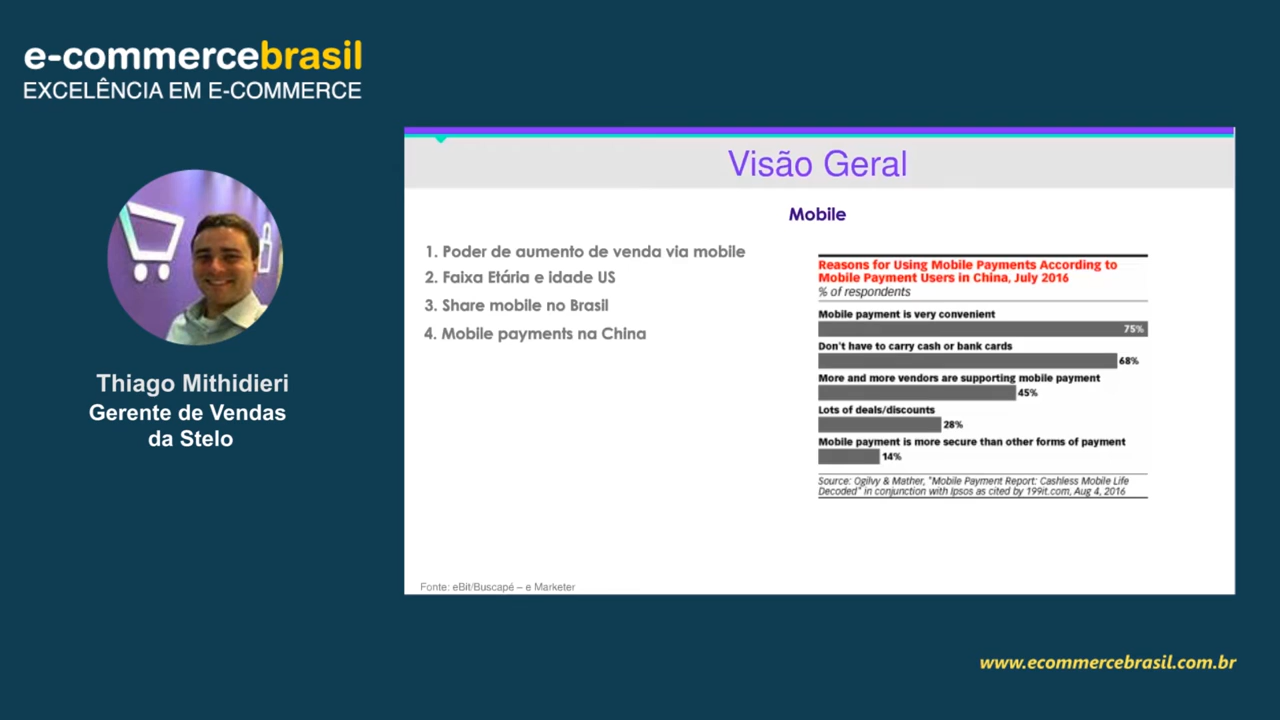 e-commercebrasil
EXCELÊNCIA EM E-COMMERCE
Thiago Mithidieri
Gerente de Vendas
da Stelo
Visão Geral
Mobile
1. Poder de aumento de venda via mobile
2. Faixa Etária e idade US
3. Share mobile no Brasil
4. Mobile payments na China
Reasons for Using Mobile Payments According to
Mobile Payment Users in China, July 2016
% of respondents
Mobile payment is very convenient
75%
Don't have to carry cash or bank cards
68%
More and more vendors are supporting mobile payment
45%
Lots of deals/discounts
28%
Mobile payment is more secure than other forms of payment
14%
Source: Ogilvy & Mather, "Mobile Payment Report: Cashless Mobile Life
Decoded" in conjunction with Ipsos as cited by 199it.com, Aug 4, 2016
Fonte: eBit/Buscapé – e Marketer
www.ecommercebrasil.com.br